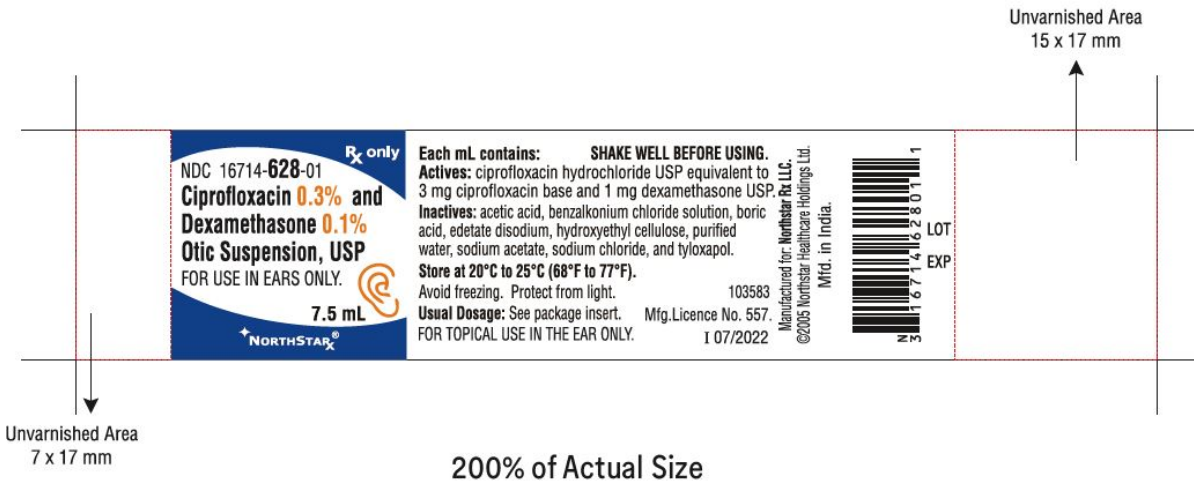 Unvarnished Area
15 x 17 mm
Rx only
NDC 16714-628-01
Ciprofloxacin 0.3% and
Dexamethasone 0.1%
Otic Suspension, USP
FOR USE IN EARS ONLY.
7.5 mL
NORTHSTARx®
Each mL contains: SHAKE WELL BEFORE USING.
Actives: ciprofloxacin hydrochloride USP equivalent to
3 mg ciprofloxacin base and 1 mg dexamethasone USP.
Inactives: acetic acid, benzalkonium chloride solution, boric
acid, edetate disodium, hydroxyethyl cellulose, purified
water, sodium acetate, sodium chloride, and tyloxapol.
Store at 20°C to 25°C (68°F to 77°F).
Avoid freezing. Protect from light. 103583
Usual Dosage: See package insert. Mfg.Licence No. 557.
FOR TOPICAL USE IN THE EAR ONLY. I 07/2022
Manufactured for: Northstar Rx LLC.
©2005 Northstar Healthcare Holdings Ltd.
Mfd. in India.
N
3 16714 62801 1
LOT
EXP
Unvarnished Area
7 x 17 mm
200% of Actual Size